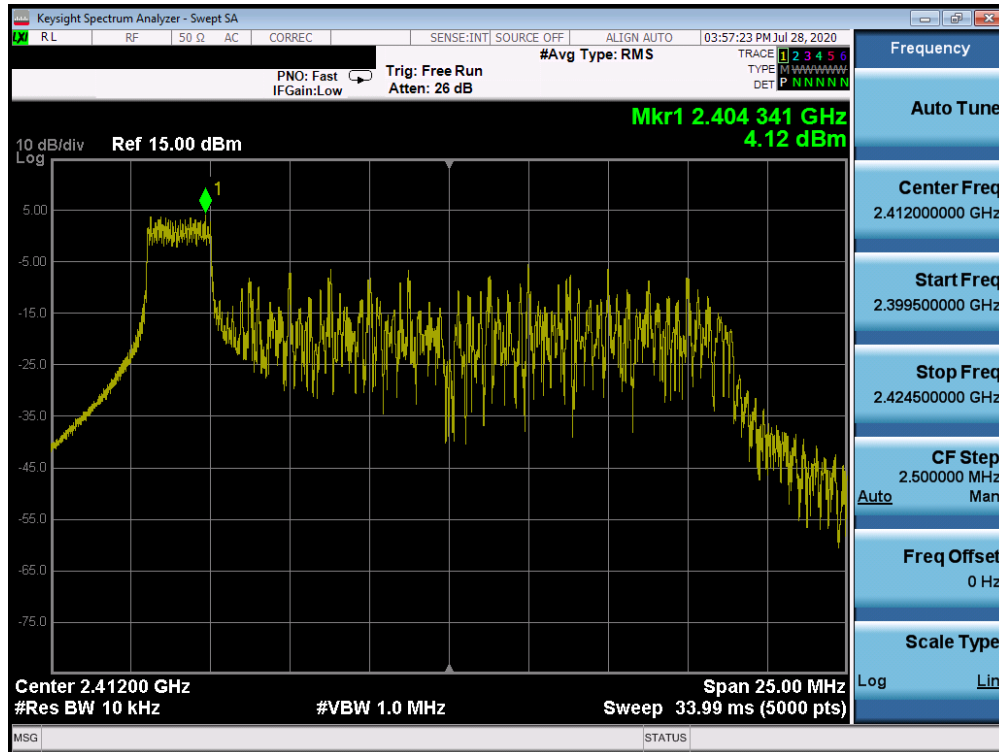 Keysight Spectrum Analyzer - Swept SA
LXI RL RF 50 Ω AC CORREC SENSE:INT SOURCE OFF ALIGN AUTO 03:57:23 PM Jul 28, 2020
#Avg Type: RMS
TRACE 1 2 3 4 5 6
TYPE M W W W W W
DET P N N N N N
PNO: Fast
IFGain:Low
Trig: Free Run
Atten: 26 dB
Mkr1 2.404 341 GHz
4.12 dBm
10 dB/div
Log
Ref 15.00 dBm
1
5.00
-5.00
-15.0
-25.0
-35.0
-45.0
-55.0
-65.0
-75.0
Center 2.41200 GHz
Span 25.00 MHz
#Res BW 10 kHz
#VBW 1.0 MHz
Sweep 33.99 ms (5000 pts)
MSG
STATUS
Frequency
Auto Tune
Center Freq
2.412000000 GHz
Start Freq
2.399500000 GHz
Stop Freq
2.424500000 GHz
CF Step
2.500000 MHz
Auto Man
Freq Offset
0 Hz
Scale Type
Log Lin